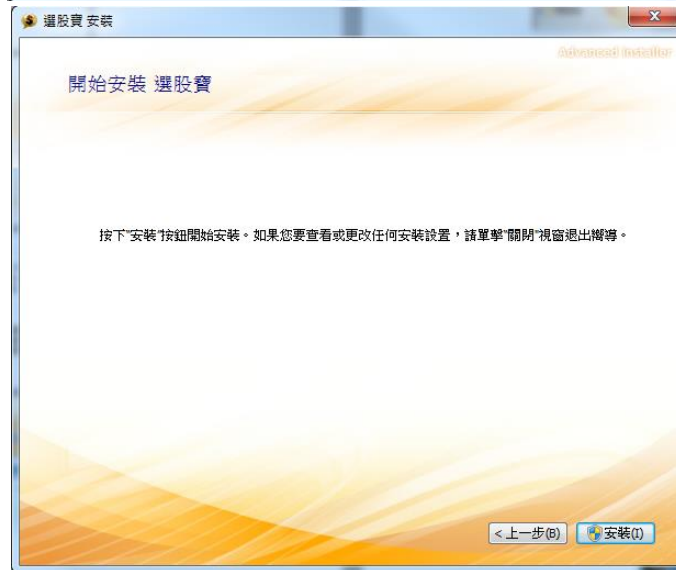 選股寶 安裝
Advanced Installer
開始安裝 選股寶
按下"安裝"按鈕開始安裝。如果您要查看或更改任何安裝設置，請單擊"關閉"視窗退出嚮導。
<上一步(B)
安裝(I)